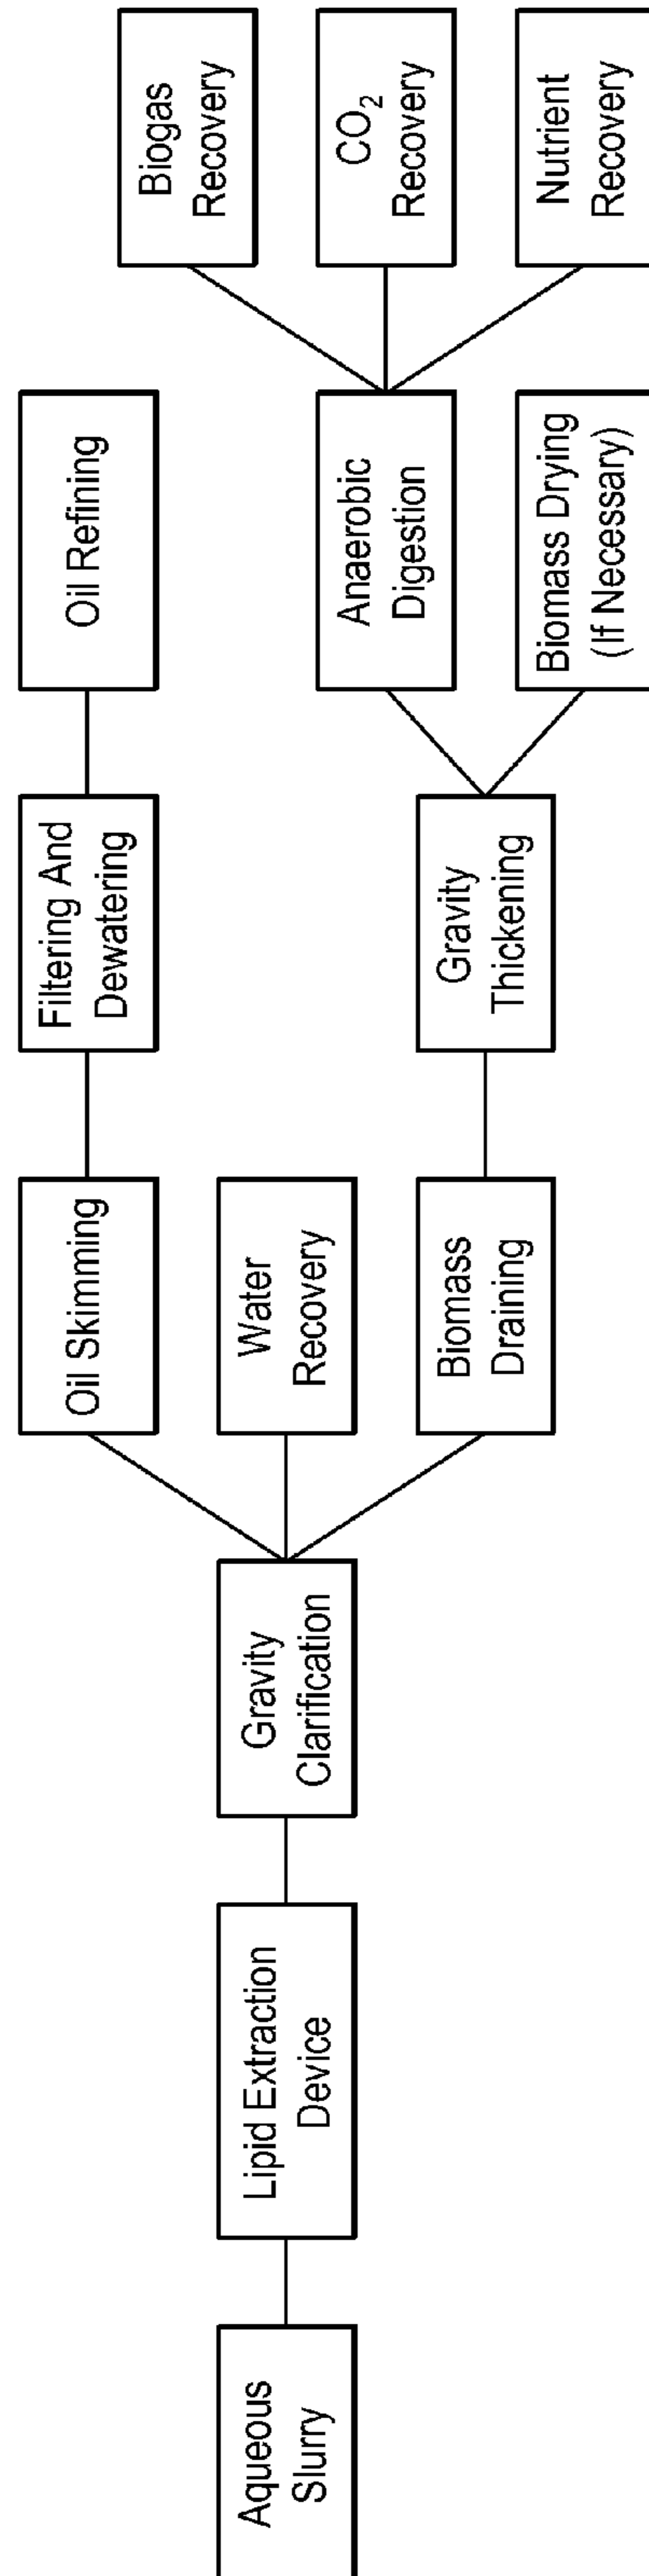 Aqueous
Slurry
Lipid Extraction
Device
Gravity
Clarification
Oil Skimming
Water
Recovery
Biomass
Draining
Filtering And
Dewatering
Gravity
Thickening
Oil Refining
Anaerobic
Digestion
Biomass Drying
(If Necessary)
Biogas
Recovery
CO₂
Recovery
Nutrient
Recovery